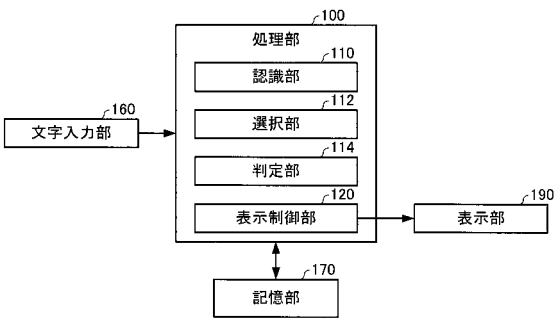 100
処理部
110
認識部
112
選択部
114
判定部
120
表示制御部
160
文字入力部
190
表示部
170
記憶部